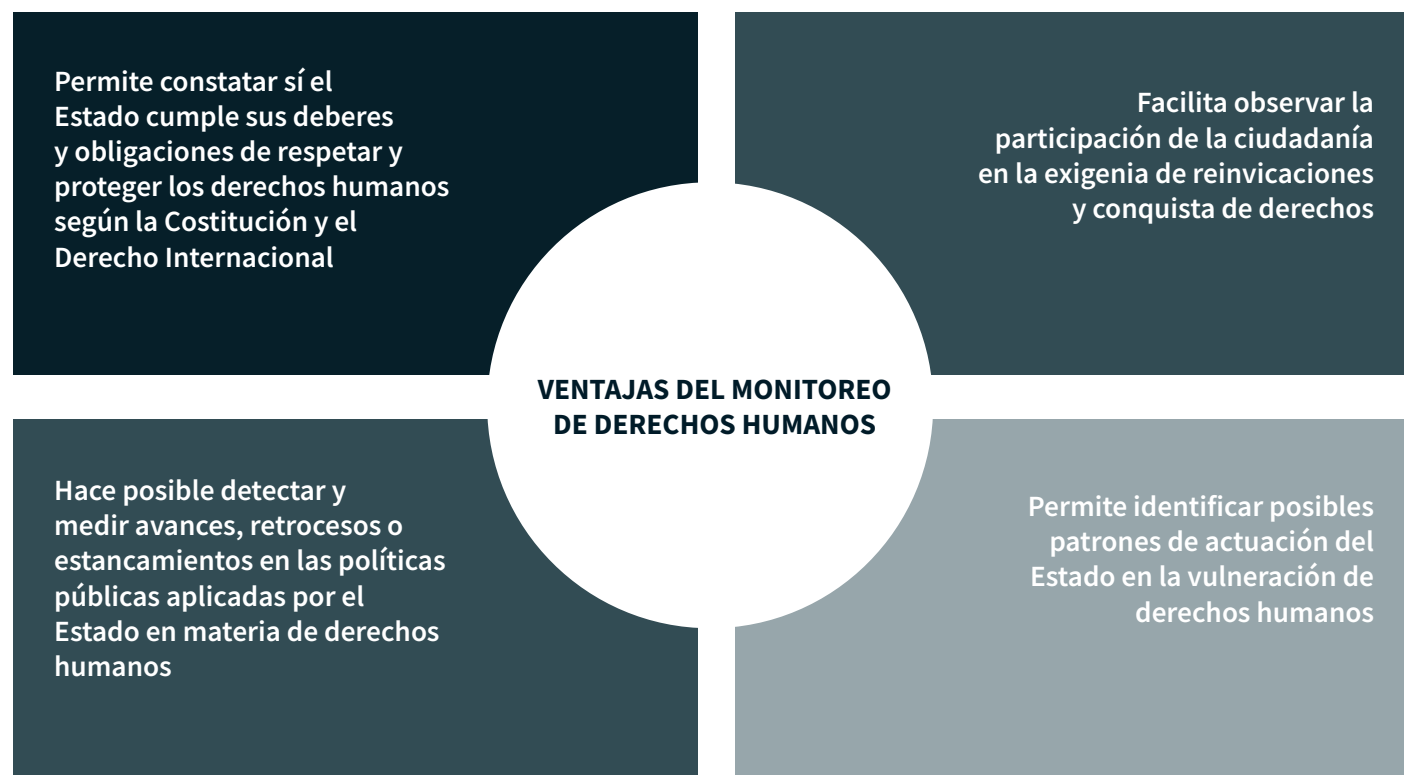 Permite constatar sí el
Estado cumple sus deberes
y obligaciones de respetar y
proteger los derechos humanos
según la Costitución y el
Derecho Internacional
Facilita observar la
participación de la ciudadanía
en la exigenia de reinvicaciones
y conquista de derechos
VENTAJAS DEL MONITOREO
DE DERECHOS HUMANOS
Hace posible detectar y
medir avances, retrocesos o
estancamientos en las políticas
públicas aplicadas por el
Estado en materia de derechos
humanos
Permite identificar posibles
patrones de actuación del
Estado en la vulneración de
derechos humanos